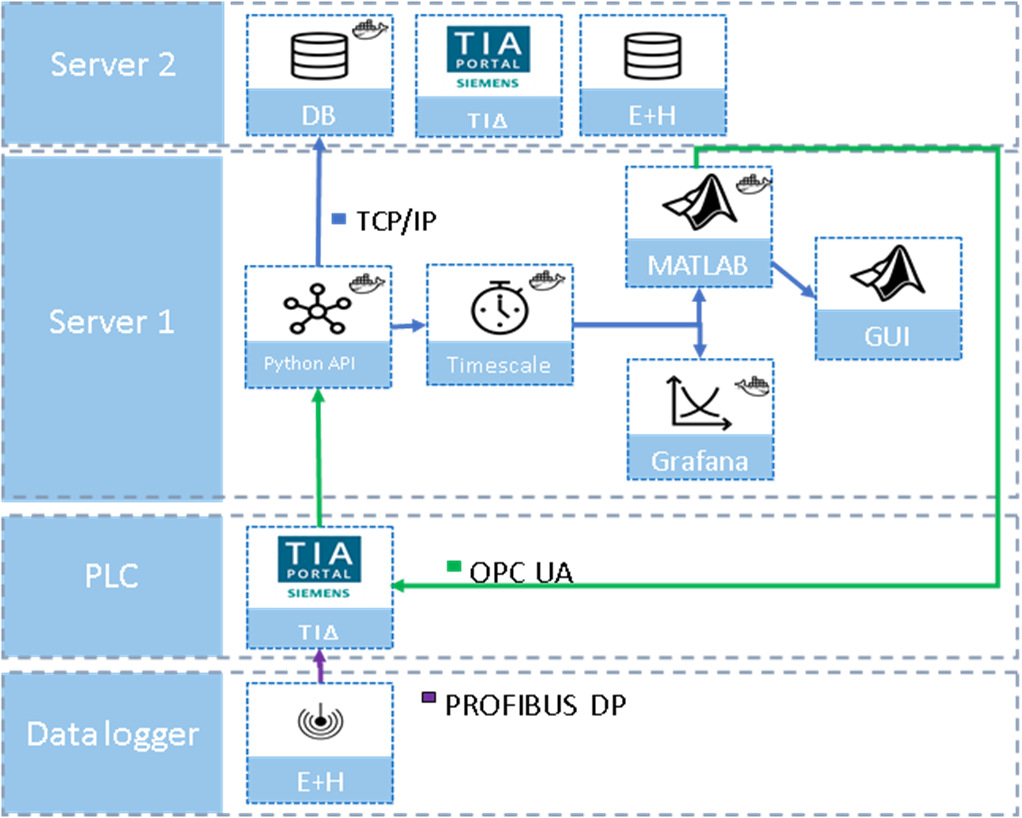 Server 2
TIA
PORTAL
SIEMENS
DB
TIA
E+H
Server 1
TCP/IP
MATLAB
GUI
Python API
Timescale
Grafana
PLC
TIA
PORTAL
SIEMENS
OPC UA
TIA
Data logger
PROFIBUS DP
E+H